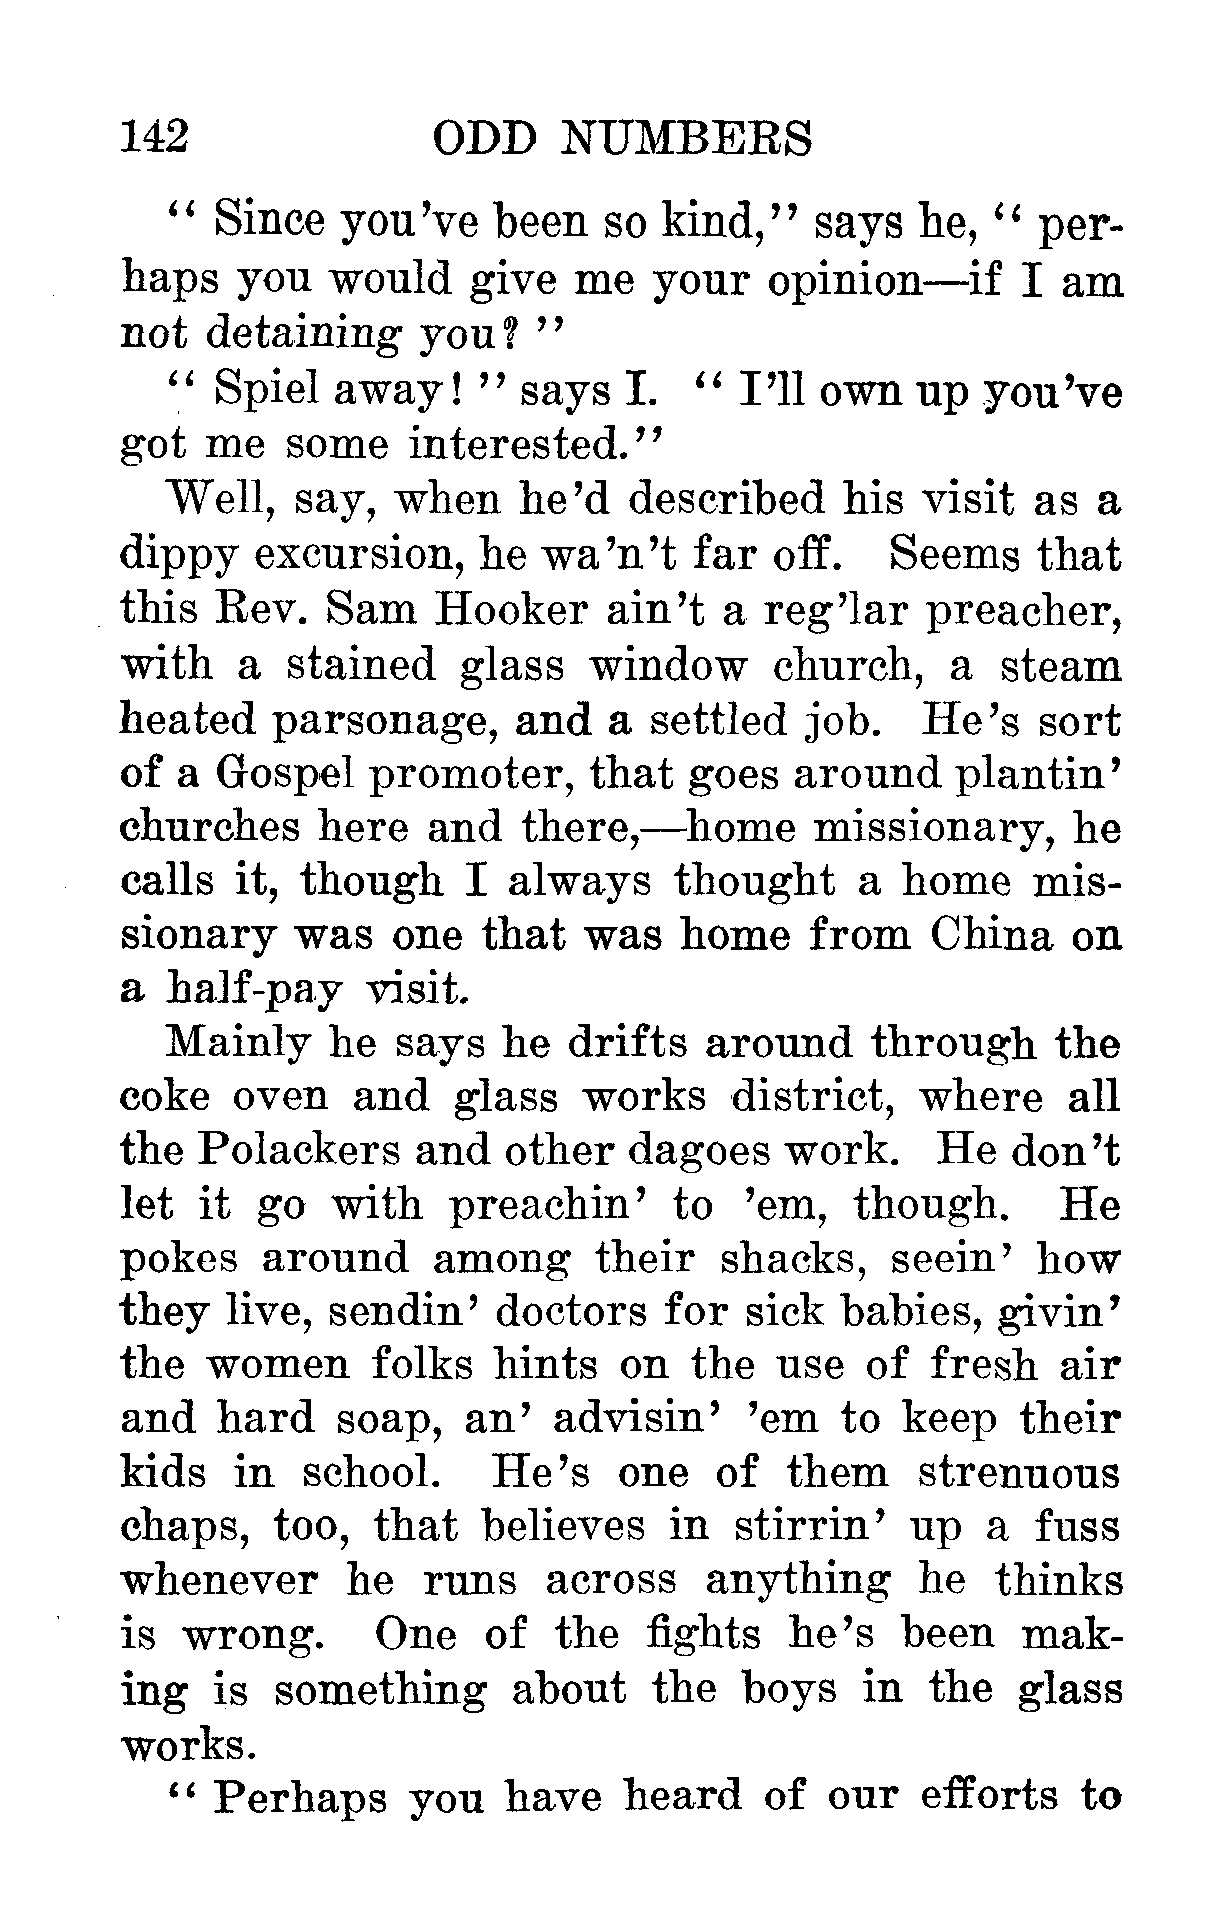 142 ODD NUMBERS
“ Since you’ve been so kind,” says he, “ per-
haps you would give me your opinion—if I am
not detaining you? ”
“ Spiel away! ” says I. “ I’ll own up you’ve
got me some interested.”
Well, say, when he’d described his visit as a
dippy excursion, he wa’n’t far off. Seems that
this Rev. Sam Hooker ain’t a reg’lar preacher,
with a stained glass window church, a steam
heated parsonage, and a settled job. He’s sort
of a Gospel promoter, that goes around plantin’
churches here and there,—home missionary, he
calls it, though I always thought a home mis-
sionary was one that was home from China on
a half-pay visit.
Mainly he says he drifts around through the
coke oven and glass works district, where all
the Polackers and other dagoes work. He don’t
let it go with preachin’ to ’em, though. He
pokes around among their shacks, seein’ how
they live, sendin’ doctors for sick babies, givin’
the women folks hints on the use of fresh air
and hard soap, an’ advisin’ ’em to keep their
kids in school. He’s one of them strenuous
chaps, too, that believes in stirrin’ up a fuss
whenever he runs across anything he thinks
is wrong. One of the fights he’s been mak-
ing is something about the boys in the glass
works.
“ Perhaps you have heard of our efforts to